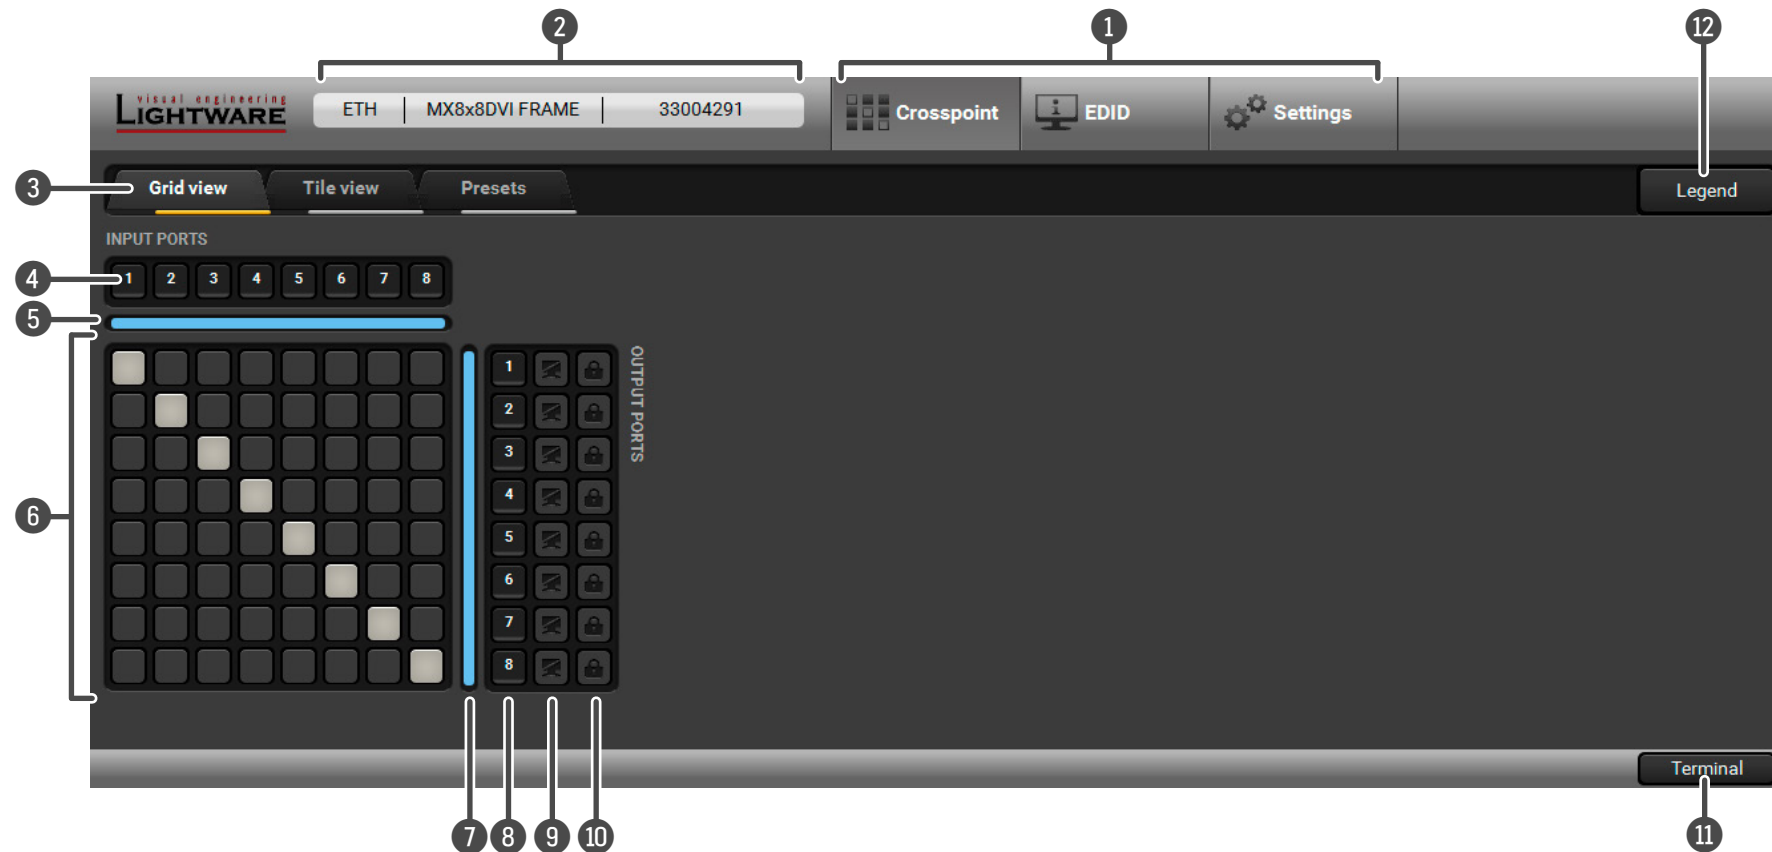 2 1 12
visual engineering
LIGHTWARE
ETH MX8x8DVI FRAME 33004291
Crosspoint EDID Settings
3 Grid view Tile view Presets Legend
INPUT PORTS
4 1 2 3 4 5 6 7 8
5
6
1
2
3
4
5
6
7
8
OUTPUT PORTS
Terminal
7 8 9 10 11